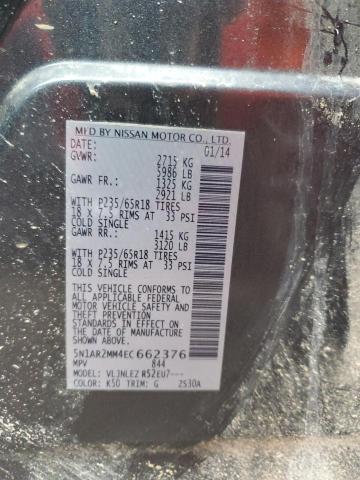 MFD BY NISSAN MOTOR CO., LTD.
DATE: 01/14
GVWR: 2715 KG
5986 LB
GAWR FR: 1325 KG
2921 LB
WITH P235/65R18 TIRES
18 X 7.5 RIMS AT 33 PSI
COLD SINGLE
GAWR RR: 1415 KG
3120 LB
WITH P235/65R18 TIRES
18 X 7.5 RIMS AT 33 PSI
COLD SINGLE
THIS VEHICLE CONFORMS TO
ALL APPLICABLE FEDERAL
MOTOR VEHICLE SAFETY AND
THEFT PREVENTION STANDARDS
IN EFFECT ON THE DATE
OF MANUFACTURE
SHOWN ABOVE.
5N1AR2MM4EC662376
MPV 844
MODEL: VLJNLEZ R52EU7---
COLOR: K50 TRIM: G 2S30A